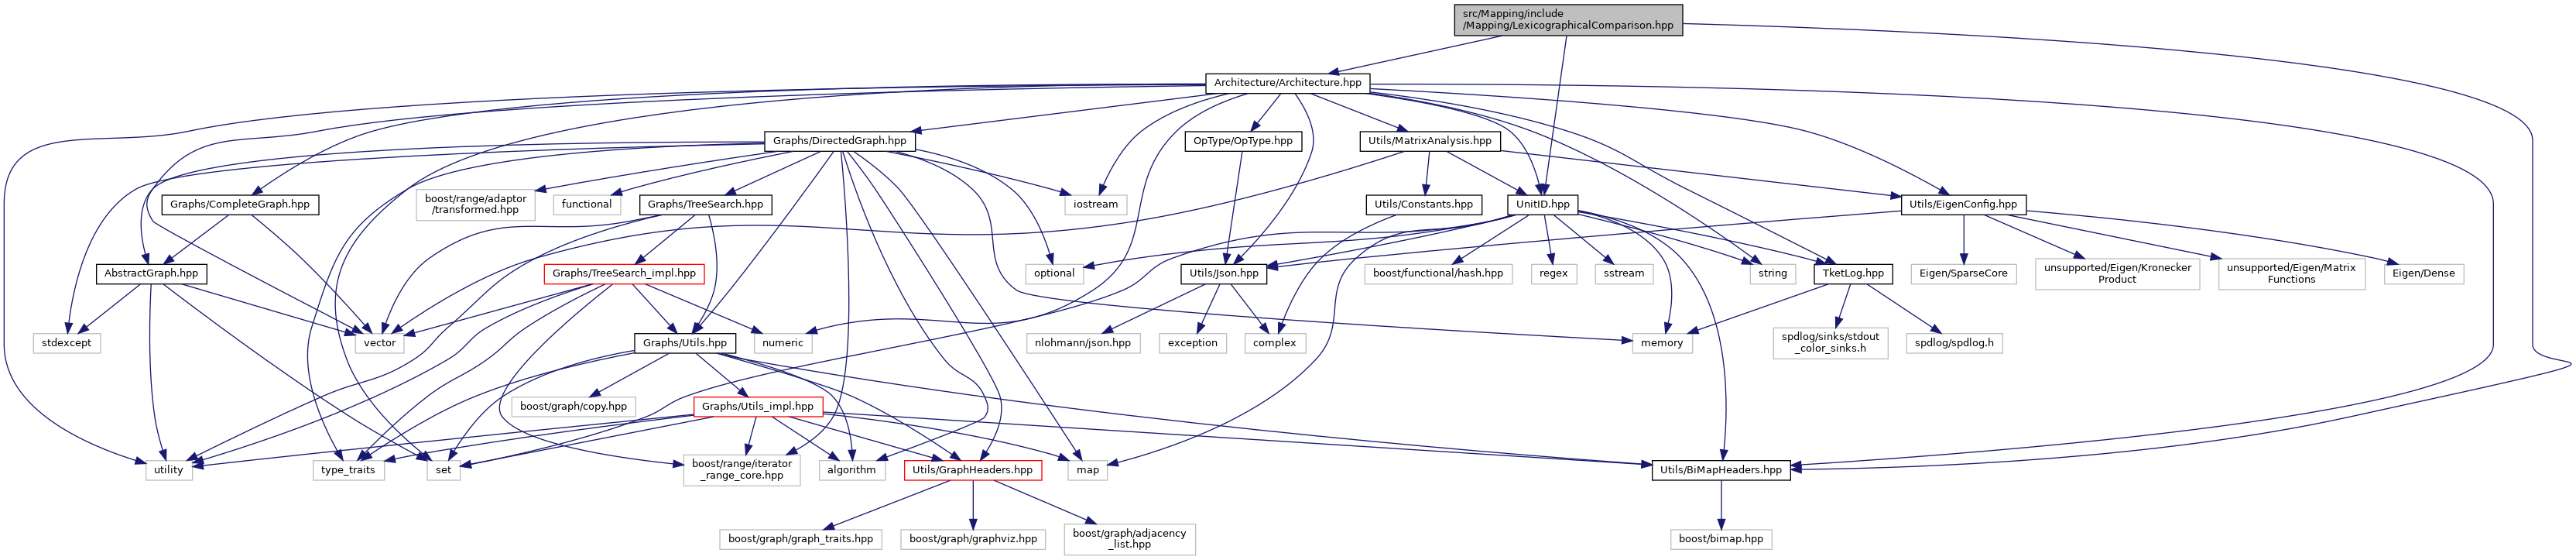 src/Mapping/include
/Mapping/LexicographicalComparison.hpp
Architecture/Architecture.hpp
Graphs/DirectedGraph.hpp
OpType/OpType.hpp
Utils/MatrixAnalysis.hpp
Graphs/CompleteGraph.hpp
boost/range/adaptor
/transformed.hpp
functional
Graphs/TreeSearch.hpp
iostream
Utils/Constants.hpp
UnitID.hpp
Utils/EigenConfig.hpp
AbstractGraph.hpp
Graphs/TreeSearch_impl.hpp
optional
Utils/Json.hpp
boost/functional/hash.hpp
regex
sstream
string
TketLog.hpp
Eigen/SparseCore
unsupported/Eigen/Kronecker
Product
unsupported/Eigen/Matrix
Functions
Eigen/Dense
stdexcept
vector
Graphs/Utils.hpp
numeric
nlohmann/json.hpp
exception
complex
memory
spdlog/sinks/stdout
_color_sinks.h
spdlog/spdlog.h
boost/graph/copy.hpp
Graphs/Utils_impl.hpp
utility
type_traits
set
boost/range/iterator
_range_core.hpp
algorithm
Utils/GraphHeaders.hpp
map
Utils/BiMapHeaders.hpp
boost/graph/graph_traits.hpp
boost/graph/graphviz.hpp
boost/graph/adjacency
_list.hpp
boost/bimap.hpp